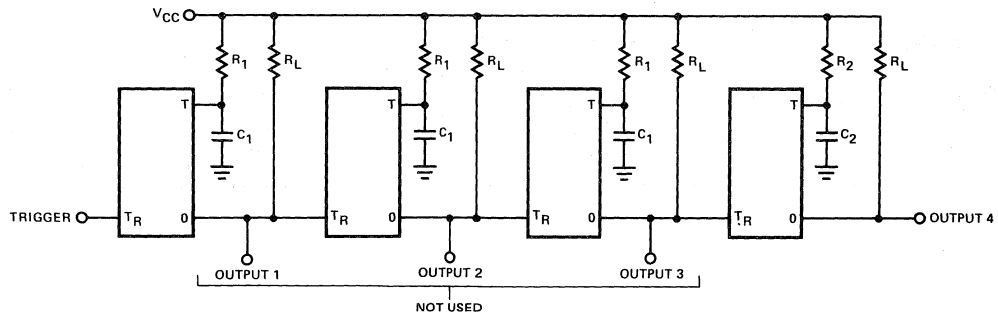 VCC
R1
RL
R1
RL
R1
RL
R2
RL
T
T
T
T
C1
C1
C1
C2
TRIGGER
TR
0
TR
0
TR
0
TR
0
OUTPUT 4
OUTPUT 1
OUTPUT 2
OUTPUT 3
NOT USED